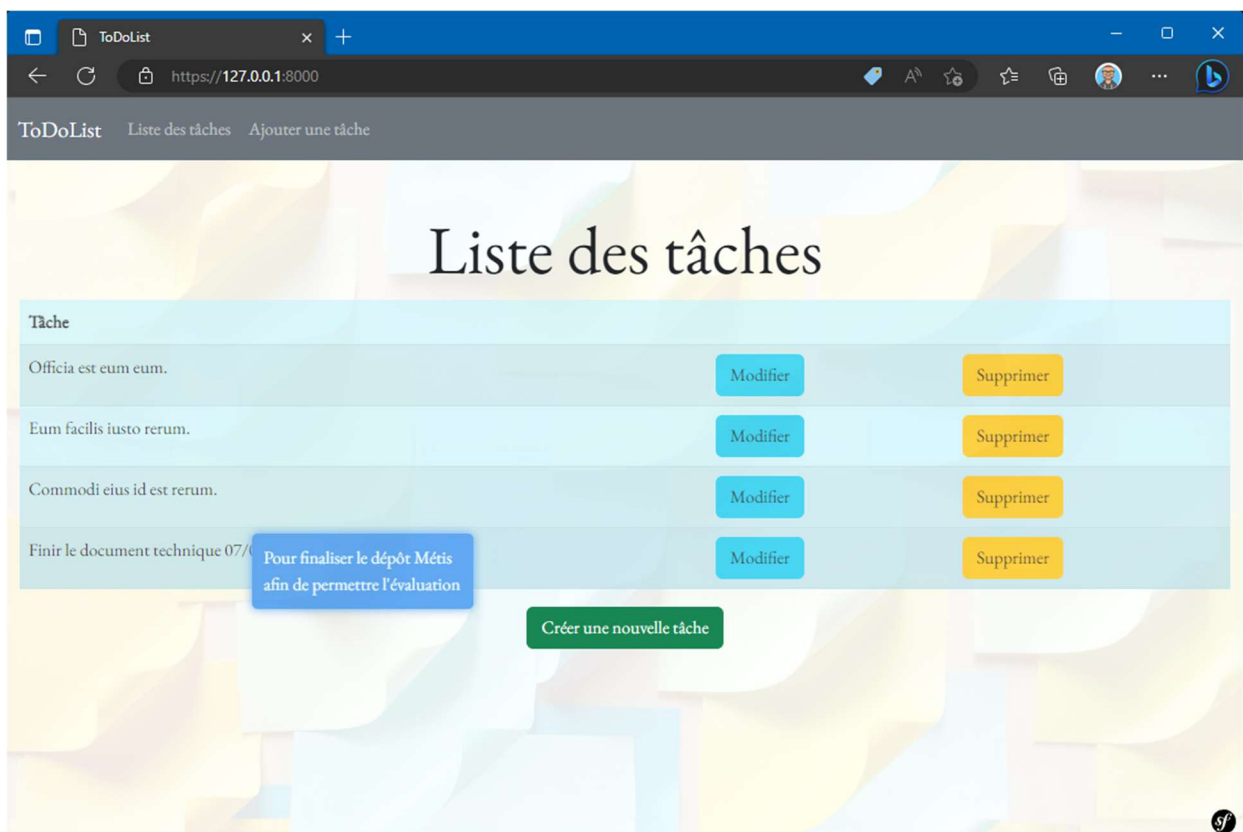 ToDoList
https://127.0.0.1:8000
ToDoList Liste des tâches Ajouter une tâche
Liste des tâches
Tâche
Officia est eum eum. Modifier Supprimer
Eum facilis iusto rerum. Modifier Supprimer
Commodi eius id est rerum. Modifier Supprimer
Finir le document technique 07/ Modifier Supprimer
Pour finaliser le dépôt Métis
afin de permettre l'évaluation
Créer une nouvelle tâche
sf